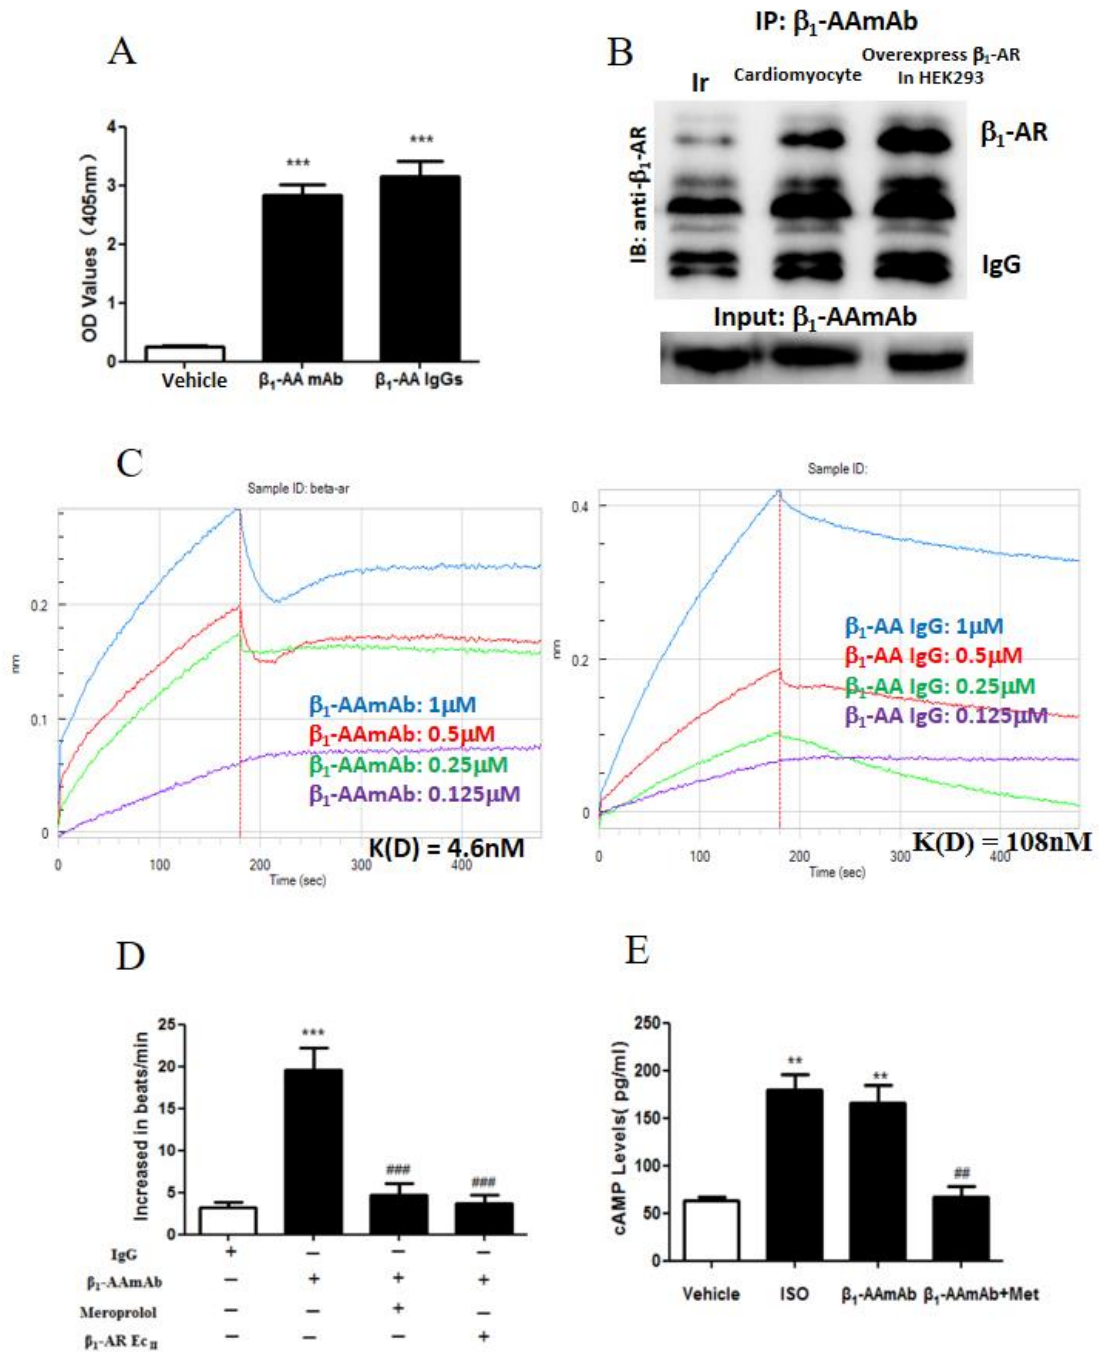 A
OD Values (405nm)
4
3
2
1
0
***
***
Vehicle
β1-AA mAb
β1-AA IgGs
B
IP: β1-AAmAb
Ir
Cardiomyocyte
Overexpress β1-AR
In HEK293
IB: anti-β1-AR
β1-AR
IgG
Input: β1-AAmAb
C
Sample ID: beta-ar
nm
0.2
0.1
0
β1-AAmAb: 1μM
β1-AAmAb: 0.5μM
β1-AAmAb: 0.25μM
β1-AAmAb: 0.125μM
K(D) = 4.6nM
0 100 200 300 400
Time (sec)
Sample ID:
nm
0.4
0.2
0
β1-AA IgG: 1μM
β1-AA IgG: 0.5μM
β1-AA IgG: 0.25μM
β1-AA IgG: 0.125μM
K(D) = 108nM
0 100 200 300 400
Time (sec)
D
Increased in beats/min
25
20
15
10
5
0
***
###
###
IgG + − − −
β1-AAmAb − + + +
Meroprolol − − + −
β1-AR EcII − − − +
E
cAMP Levels( pg/ml)
250
200
150
100
50
0
**
**
##
Vehicle ISO β1-AAmAb β1-AAmAb+Met